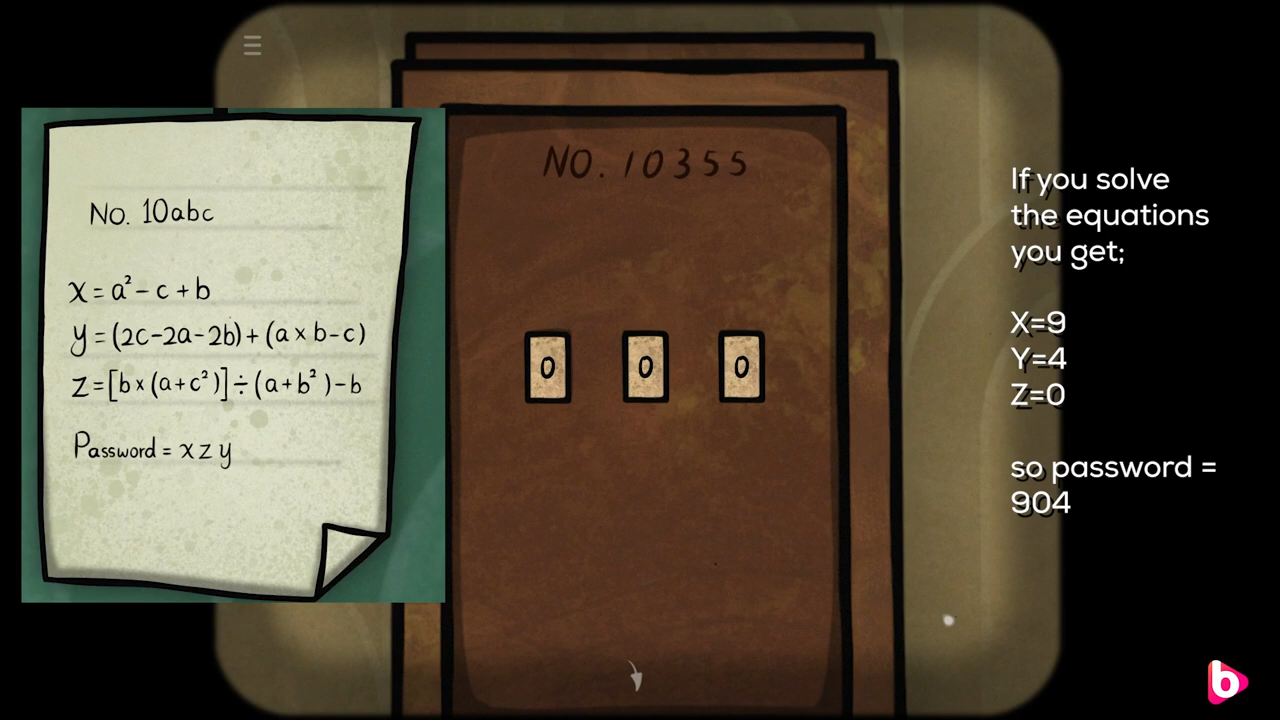 No. 10abc
x = a² - c + b
y = (2c-2a-2b) + (a x b - c)
z = [b x (a+c²)] ÷ (a+b²) - b
Password = x z y
NO. 10355
0 0 0
If you solve
the equations
you get;
X=9
Y=4
Z=0
so password =
904
b